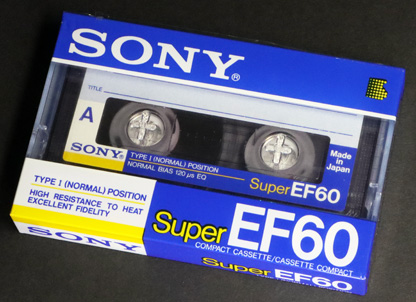 SONY®
TITLE
A
SONY®
TYPE I (NORMAL) POSITION
NORMAL BIAS 120 µs EQ
Super EF60
Made in
Japan
TYPE I (NORMAL) POSITION
HIGH RESISTANCE TO HEAT
EXCELLENT FIDELITY
Super EF60
COMPACT CASSETTE/CASSETTE COMPACT
SONY
Super EF60